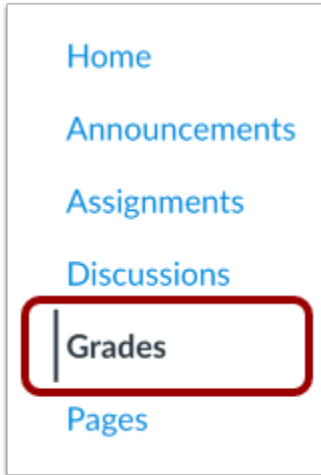 Home
Announcements
Assignments
Discussions
Grades
Pages